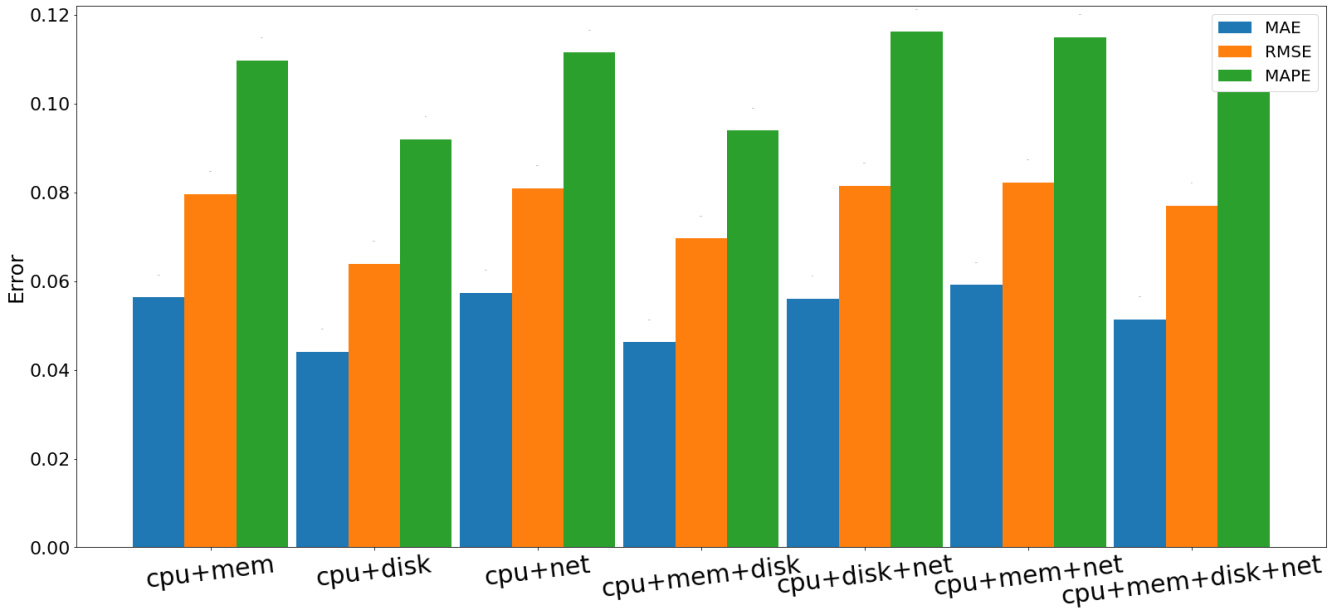 0.12
0.10
0.08
0.06
0.04
0.02
0.00
Error
MAE
RMSE
MAPE
cpu+mem
cpu+disk
cpu+net
cpu+mem+disk
cpu+disk+net
cpu+mem+net
cpu+mem+disk+net